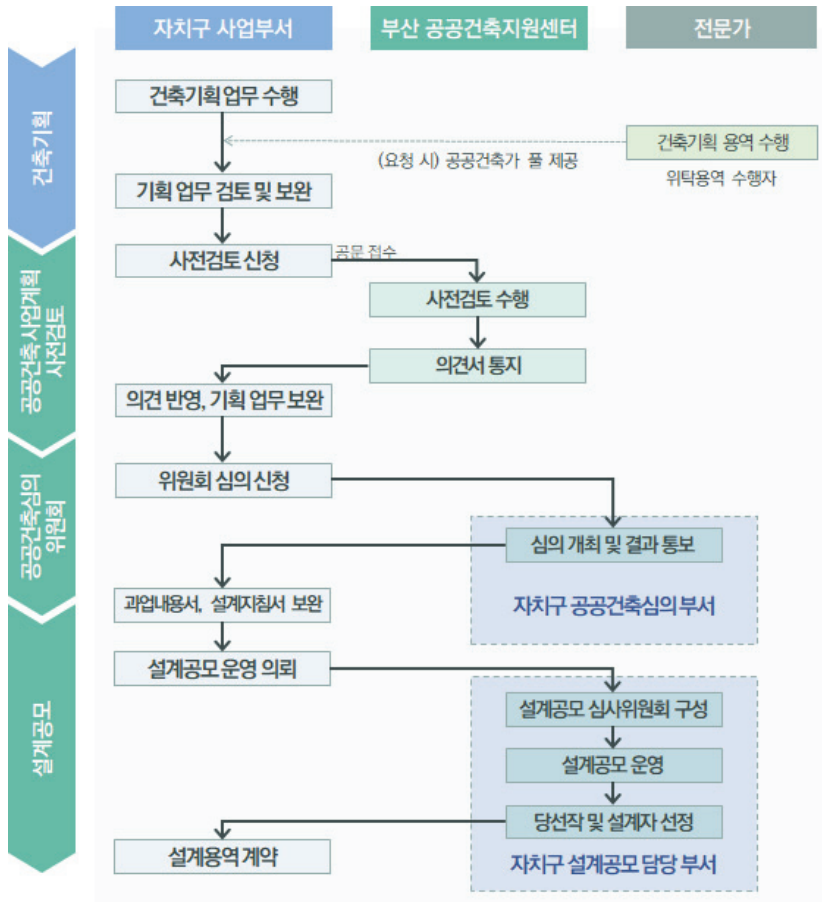 자치구 사업부서
부산 공공건축지원센터
전문가
건축기획
건축기획 업무 수행
건축기획 용역 수행
(요청 시) 공공건축가 풀 제공
위탁용역 수행자
기획 업무 검토 및 보완
공공건축 사업계획
사전검토
사전검토 신청
공문 접수
사전검토 수행
의견서 통지
의견 반영, 기획 업무 보완
공공건축심의
위원회
위원회 심의 신청
심의 개최 및 결과 통보
자치구 공공건축심의 부서
과업내용서, 설계지침서 보완
설계공모
설계공모 운영 의뢰
설계공모 심사위원회 구성
설계공모 운영
당선작 및 설계자 선정
자치구 설계공모 담당 부서
설계용역 계약